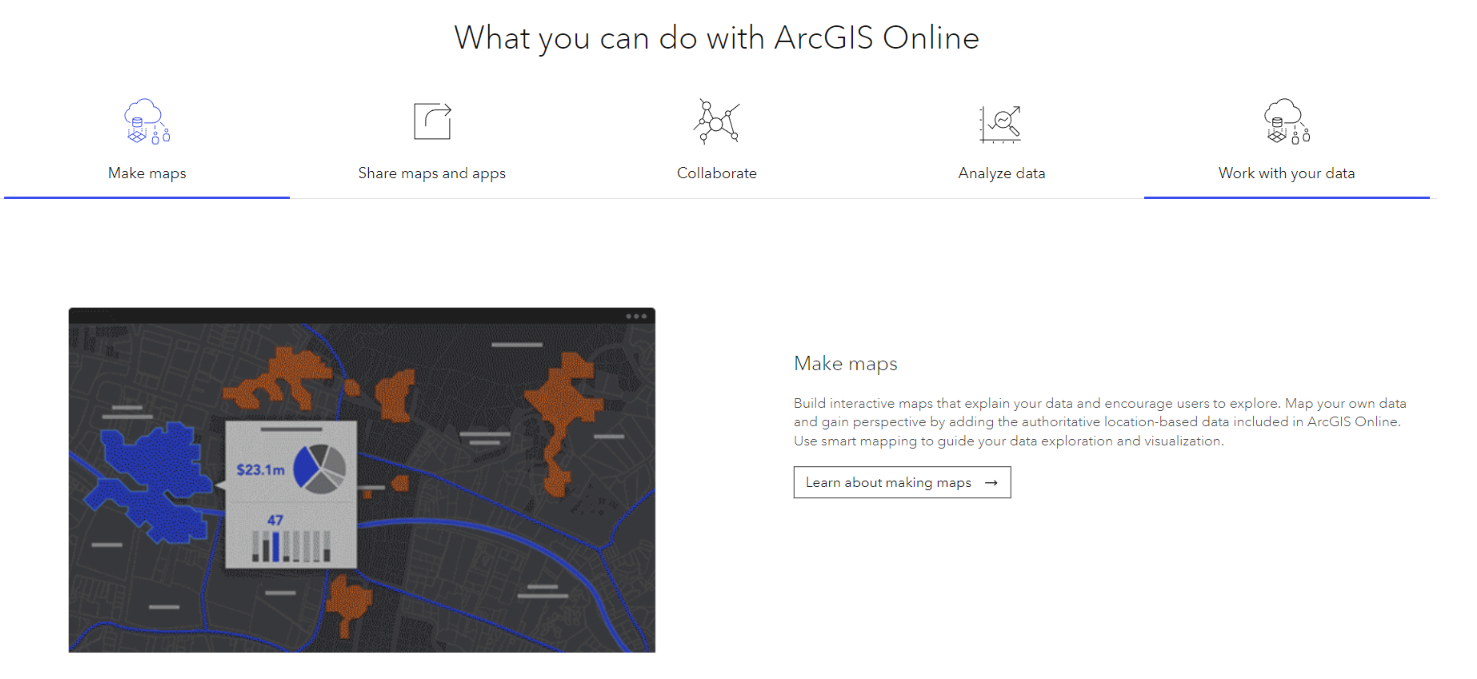 What you can do with ArcGIS Online
Make maps
Share maps and apps
Collaborate
Analyze data
Work with your data
$23.1m
47
Make maps
Build interactive maps that explain your data and encourage users to explore. Map your own data
and gain perspective by adding the authoritative location-based data included in ArcGIS Online.
Use smart mapping to guide your data exploration and visualization.
Learn about making maps →